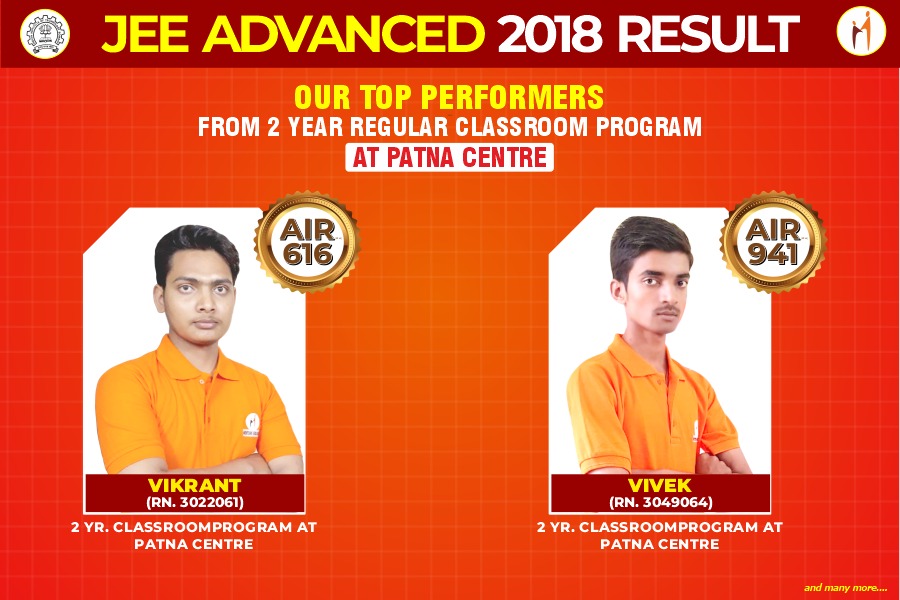 JEE ADVANCED 2018 RESULT
OUR TOP PERFORMERS
FROM 2 YEAR REGULAR CLASSROOM PROGRAM
AT PATNA CENTRE
AIR
616
AIR
941
VIKRANT
(RN. 3022061)
2 YR. CLASSROOMPROGRAM AT
PATNA CENTRE
VIVEK
(RN. 3049064)
2 YR. CLASSROOMPROGRAM AT
PATNA CENTRE
and many more....